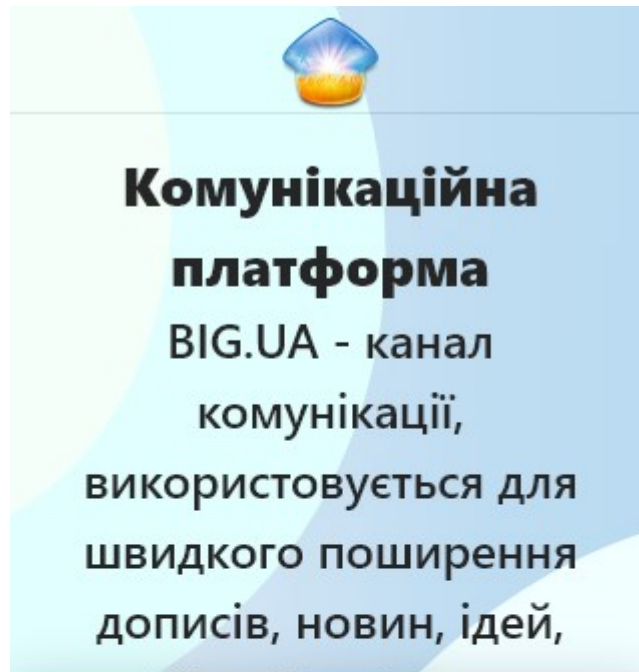 Комунікаційна
платформа
BIG.UA - канал
комунікації,
використовується для
швидкого поширення
дописів, новин, ідей,